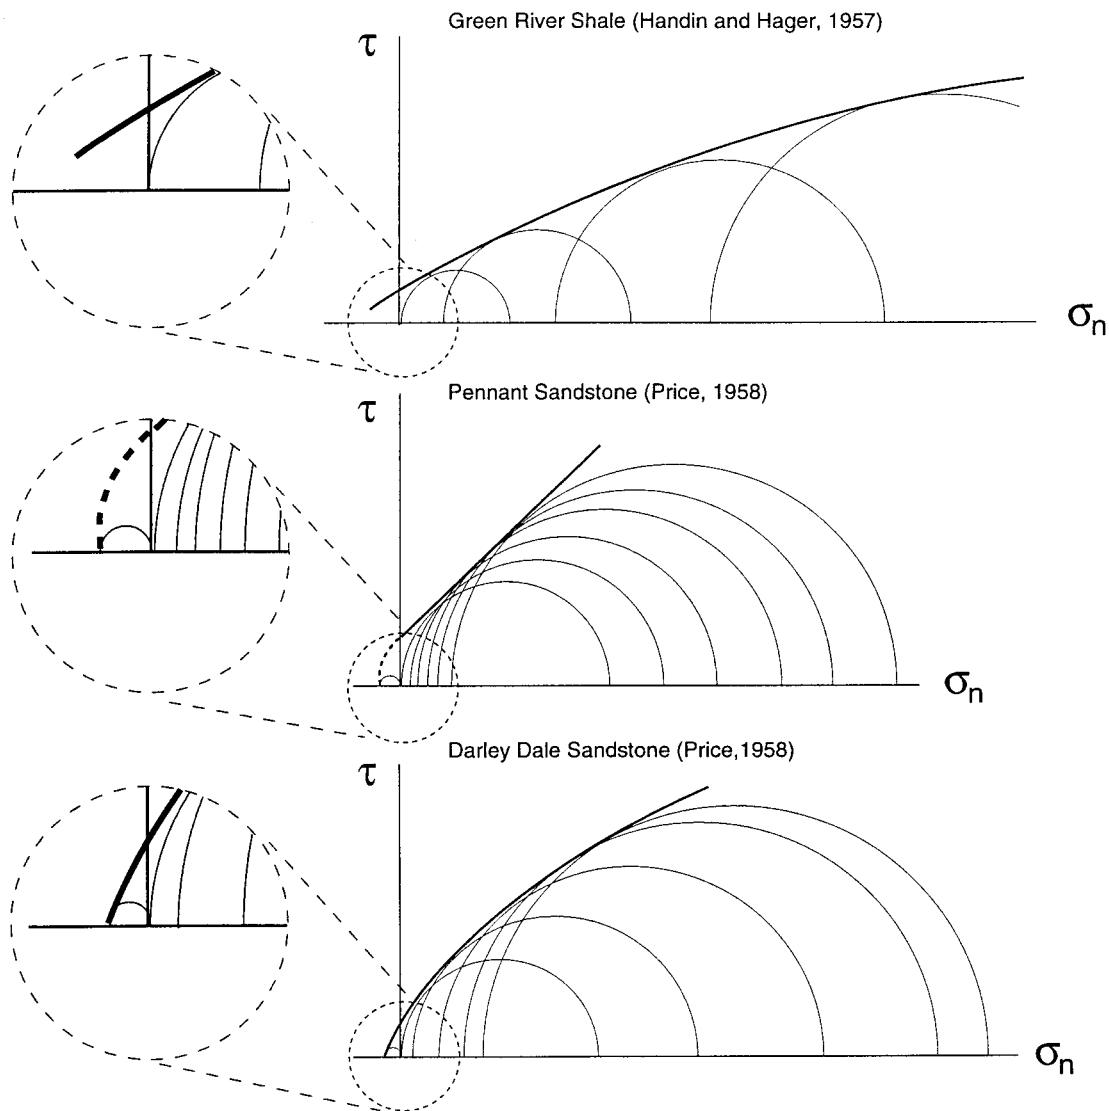 Green River Shale (Handin and Hager, 1957)
τ
σn
Pennant Sandstone (Price, 1958)
τ
σn
Darley Dale Sandstone (Price,1958)
τ
σn